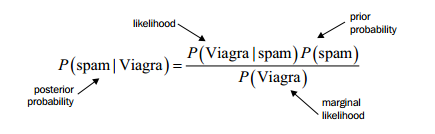 likelihood
prior
probability
P(Viagra|spam)P(spam)
P(spam|Viagra)=
P(Viagra)
posterior
probability
marginal
likelihood